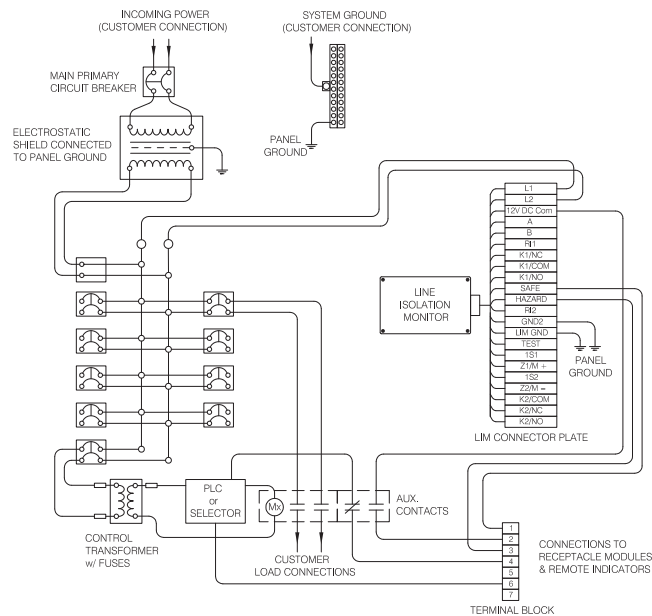 INCOMING POWER
(CUSTOMER CONNECTION)
SYSTEM GROUND
(CUSTOMER CONNECTION)
MAIN PRIMARY
CIRCUIT BREAKER
ELECTROSTATIC
SHIELD CONNECTED
TO PANEL GROUND
PANEL
GROUND
L1
L2
12V DC Com
A
B
RI1
K1/NC
K1/COM
K1/NO
SAFE
HAZARD
RI2
GND2
LIM GND
TEST
1S1
Z1/M +
1S2
Z2/M =
K2/COM
K2/NC
K2/NO
LINE
ISOLATION
MONITOR
PANEL
GROUND
LIM CONNECTOR PLATE
PLC
or
SELECTOR
Mx
AUX.
CONTACTS
CONTROL
TRANSFORMER
w/ FUSES
CUSTOMER
LOAD CONNECTIONS
1
2
3
4
5
6
7
CONNECTIONS TO
RECEPTACLE MODULES
& REMOTE INDICATORS
TERMINAL BLOCK